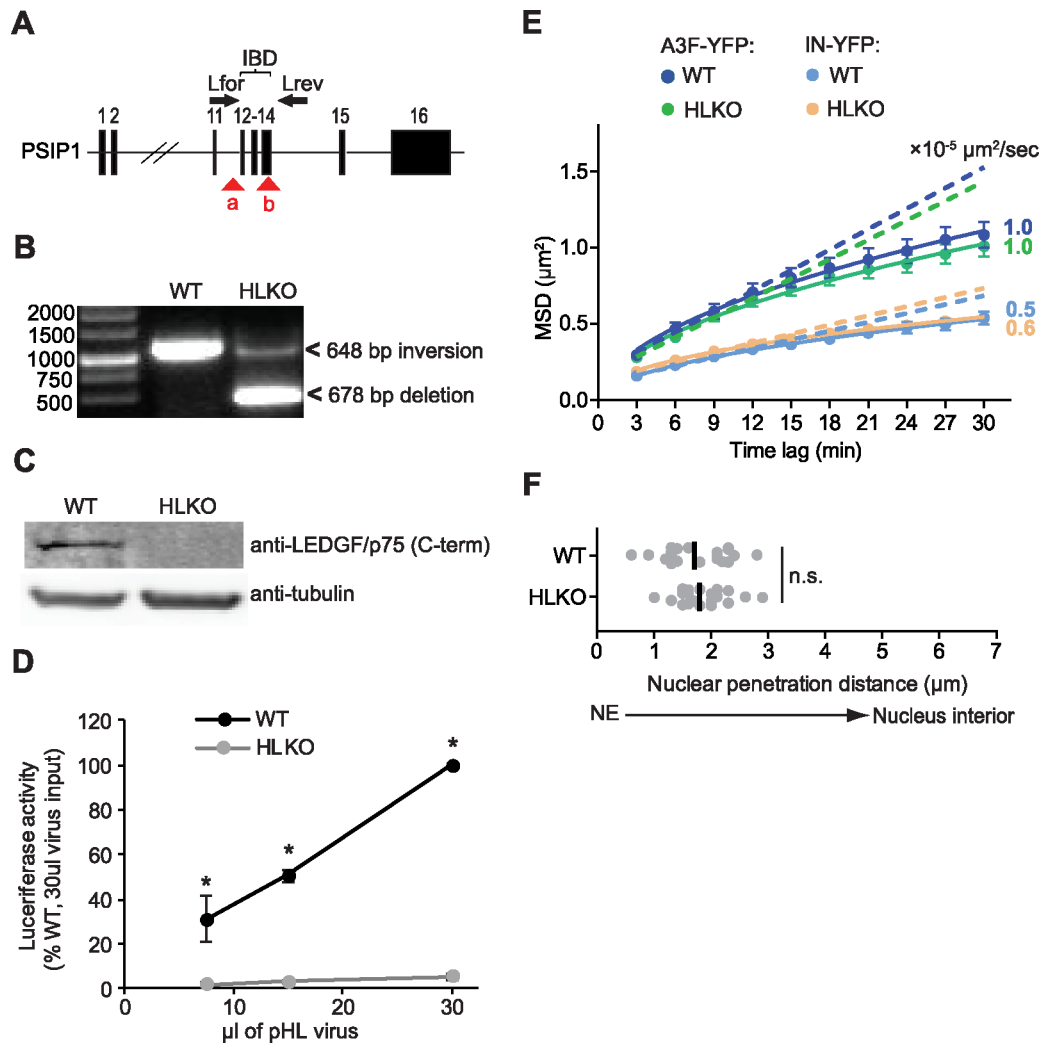 A
IBD
Lfor
Lrev
1 2
11
12-14
15
16
PSIP1
a
b
B
WT
HLKO
2000
1500
1000
750
500
< 648 bp inversion
< 678 bp deletion
C
WT
HLKO
anti-LEDGF/p75 (C-term)
anti-tubulin
D
WT
HLKO
Luceriferase activity
(% WT, 30ul virus input)
120
100
80
60
40
20
0
*
*
*
0
10
20
30
µl of pHL virus
E
A3F-YFP:
IN-YFP:
WT
WT
HLKO
HLKO
×10⁻⁵ µm²/sec
MSD (µm²)
1.5
1.0
0.5
0.0
1.0
1.0
0.5
0.6
0 3 6 9 12 15 18 21 24 27 30
Time lag (min)
F
WT
HLKO
n.s.
0 1 2 3 4 5 6 7
Nuclear penetration distance (µm)
NE
Nucleus interior